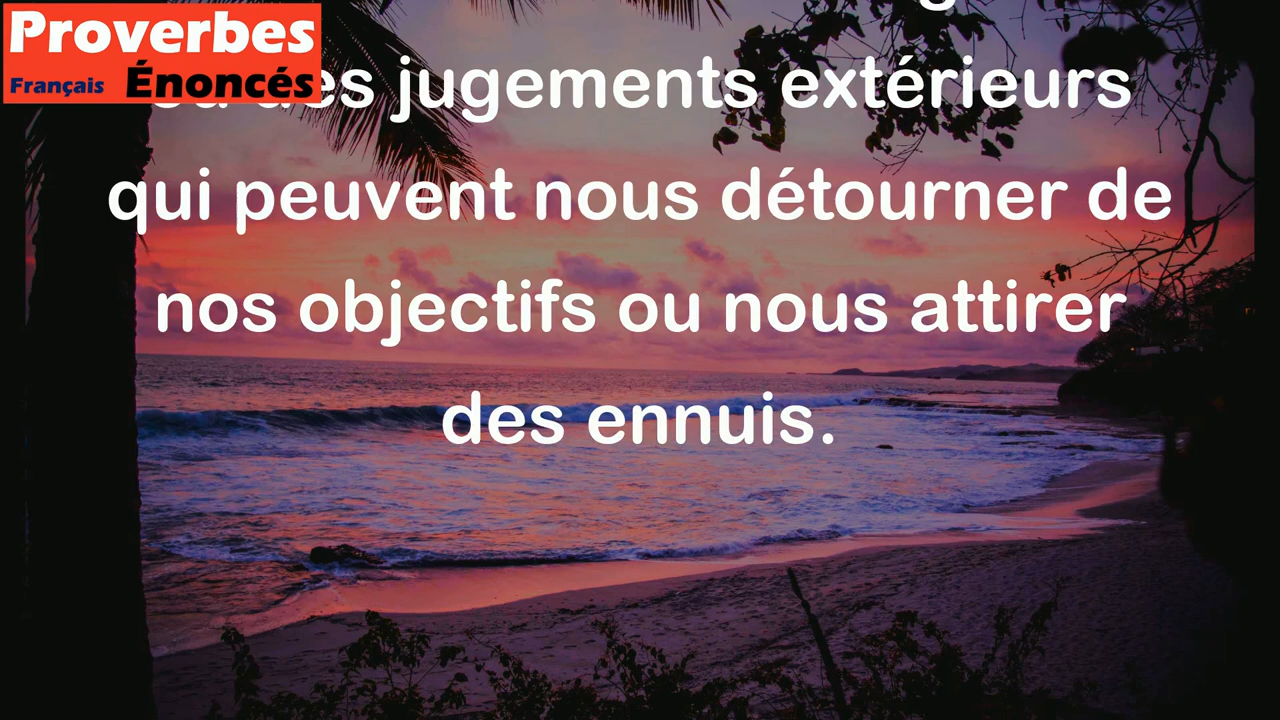 Proverbes
Français Énoncés
jugements extérieurs
qui peuvent nous détourner de
nos objectifs ou nous attirer
des ennuis.